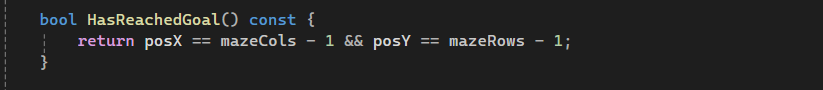 bool HasReachedGoal() const {
    return posX == mazeCols - 1 && posY == mazeRows - 1;
}